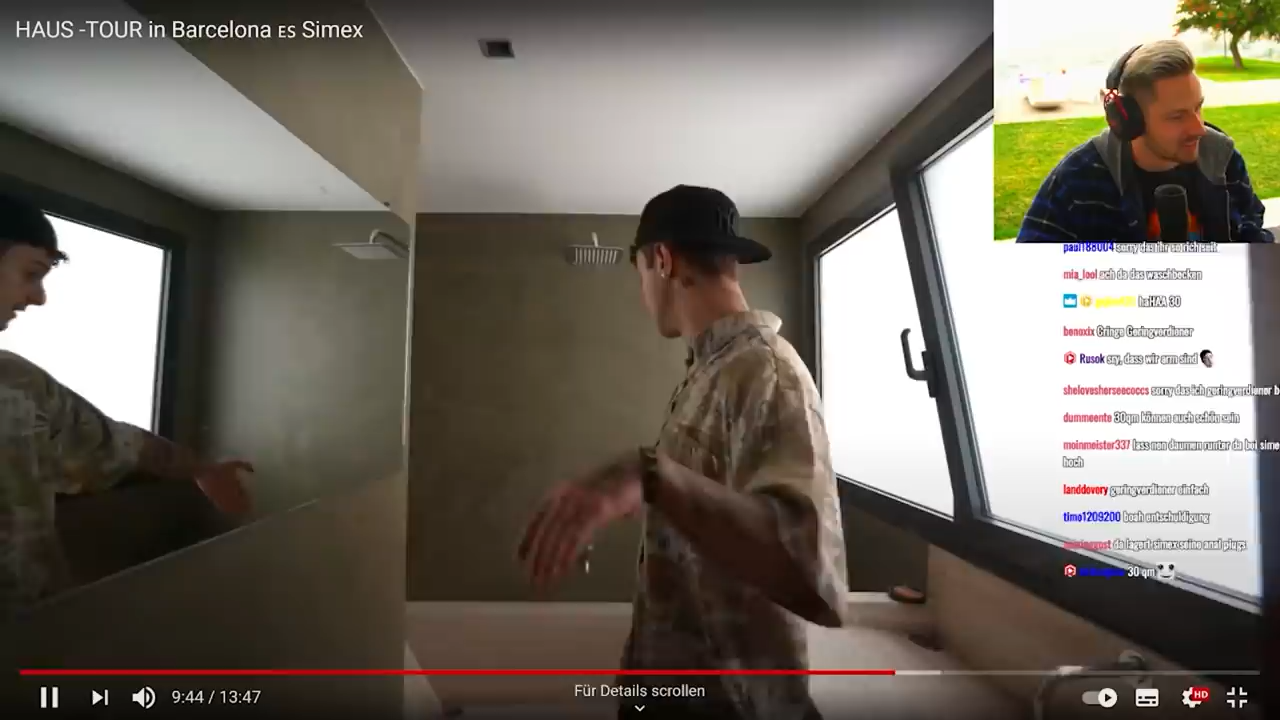 HAUS -TOUR in Barcelona ES Simex
paul188004 sorry das ihr so rich seit
mia_lool ach da das waschbecken
haHAA 30
benoxix Cringe Geringverdiener
Rusok sry, dass wir arm sind
shelovesherseecoccs sorry das ich geringverdiener b
dummeente 30qm können auch schön sein
moinmeister337 lass nen daumen runter da bei sime
hoch
landdovery geringverdiener einfach
timo1209200 boah entschuldigung
da lagert simex seine anal plugs
30 qm
Für Details scrollen
9:44 / 13:47
HD